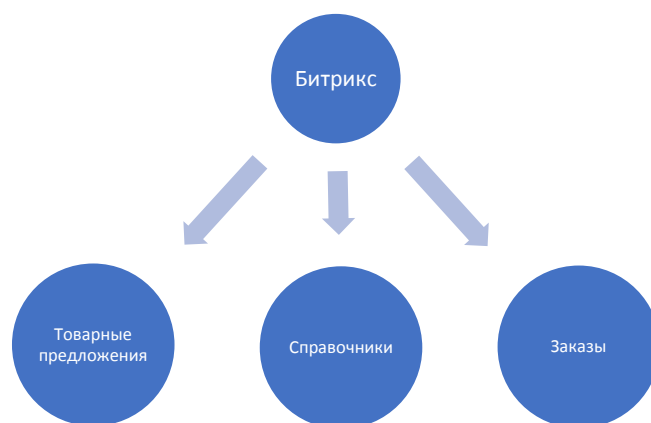 Битрикс
Товарные
предложения
Справочники
Заказы